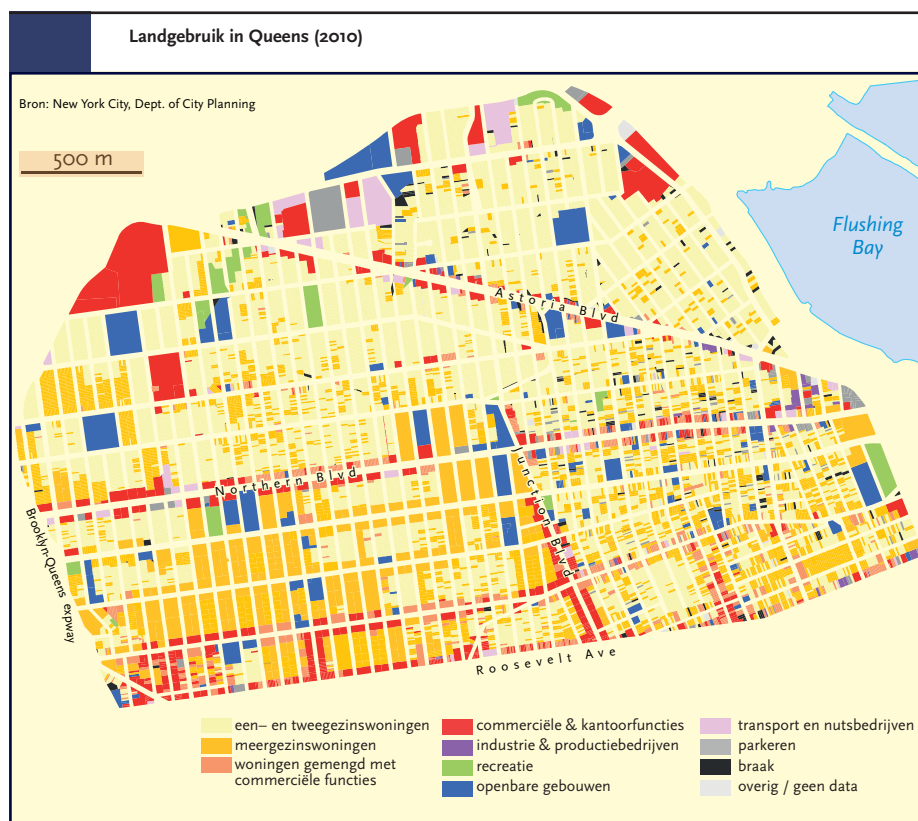 Landgebruik in Queens (2010)
Bron: New York City, Dept. of City Planning
500 m
Flushing
Bay
Astoria Blvd
Northern Blvd
Junction Blvd
Brooklyn-Queens expway
Roosevelt Ave
een– en tweegezinswoningen
meergezinswoningen
woningen gemengd met
commerciële functies
commerciële & kantoorfuncties
industrie & productiebedrijven
recreatie
openbare gebouwen
transport en nutsbedrijven
parkeren
braak
overig / geen data